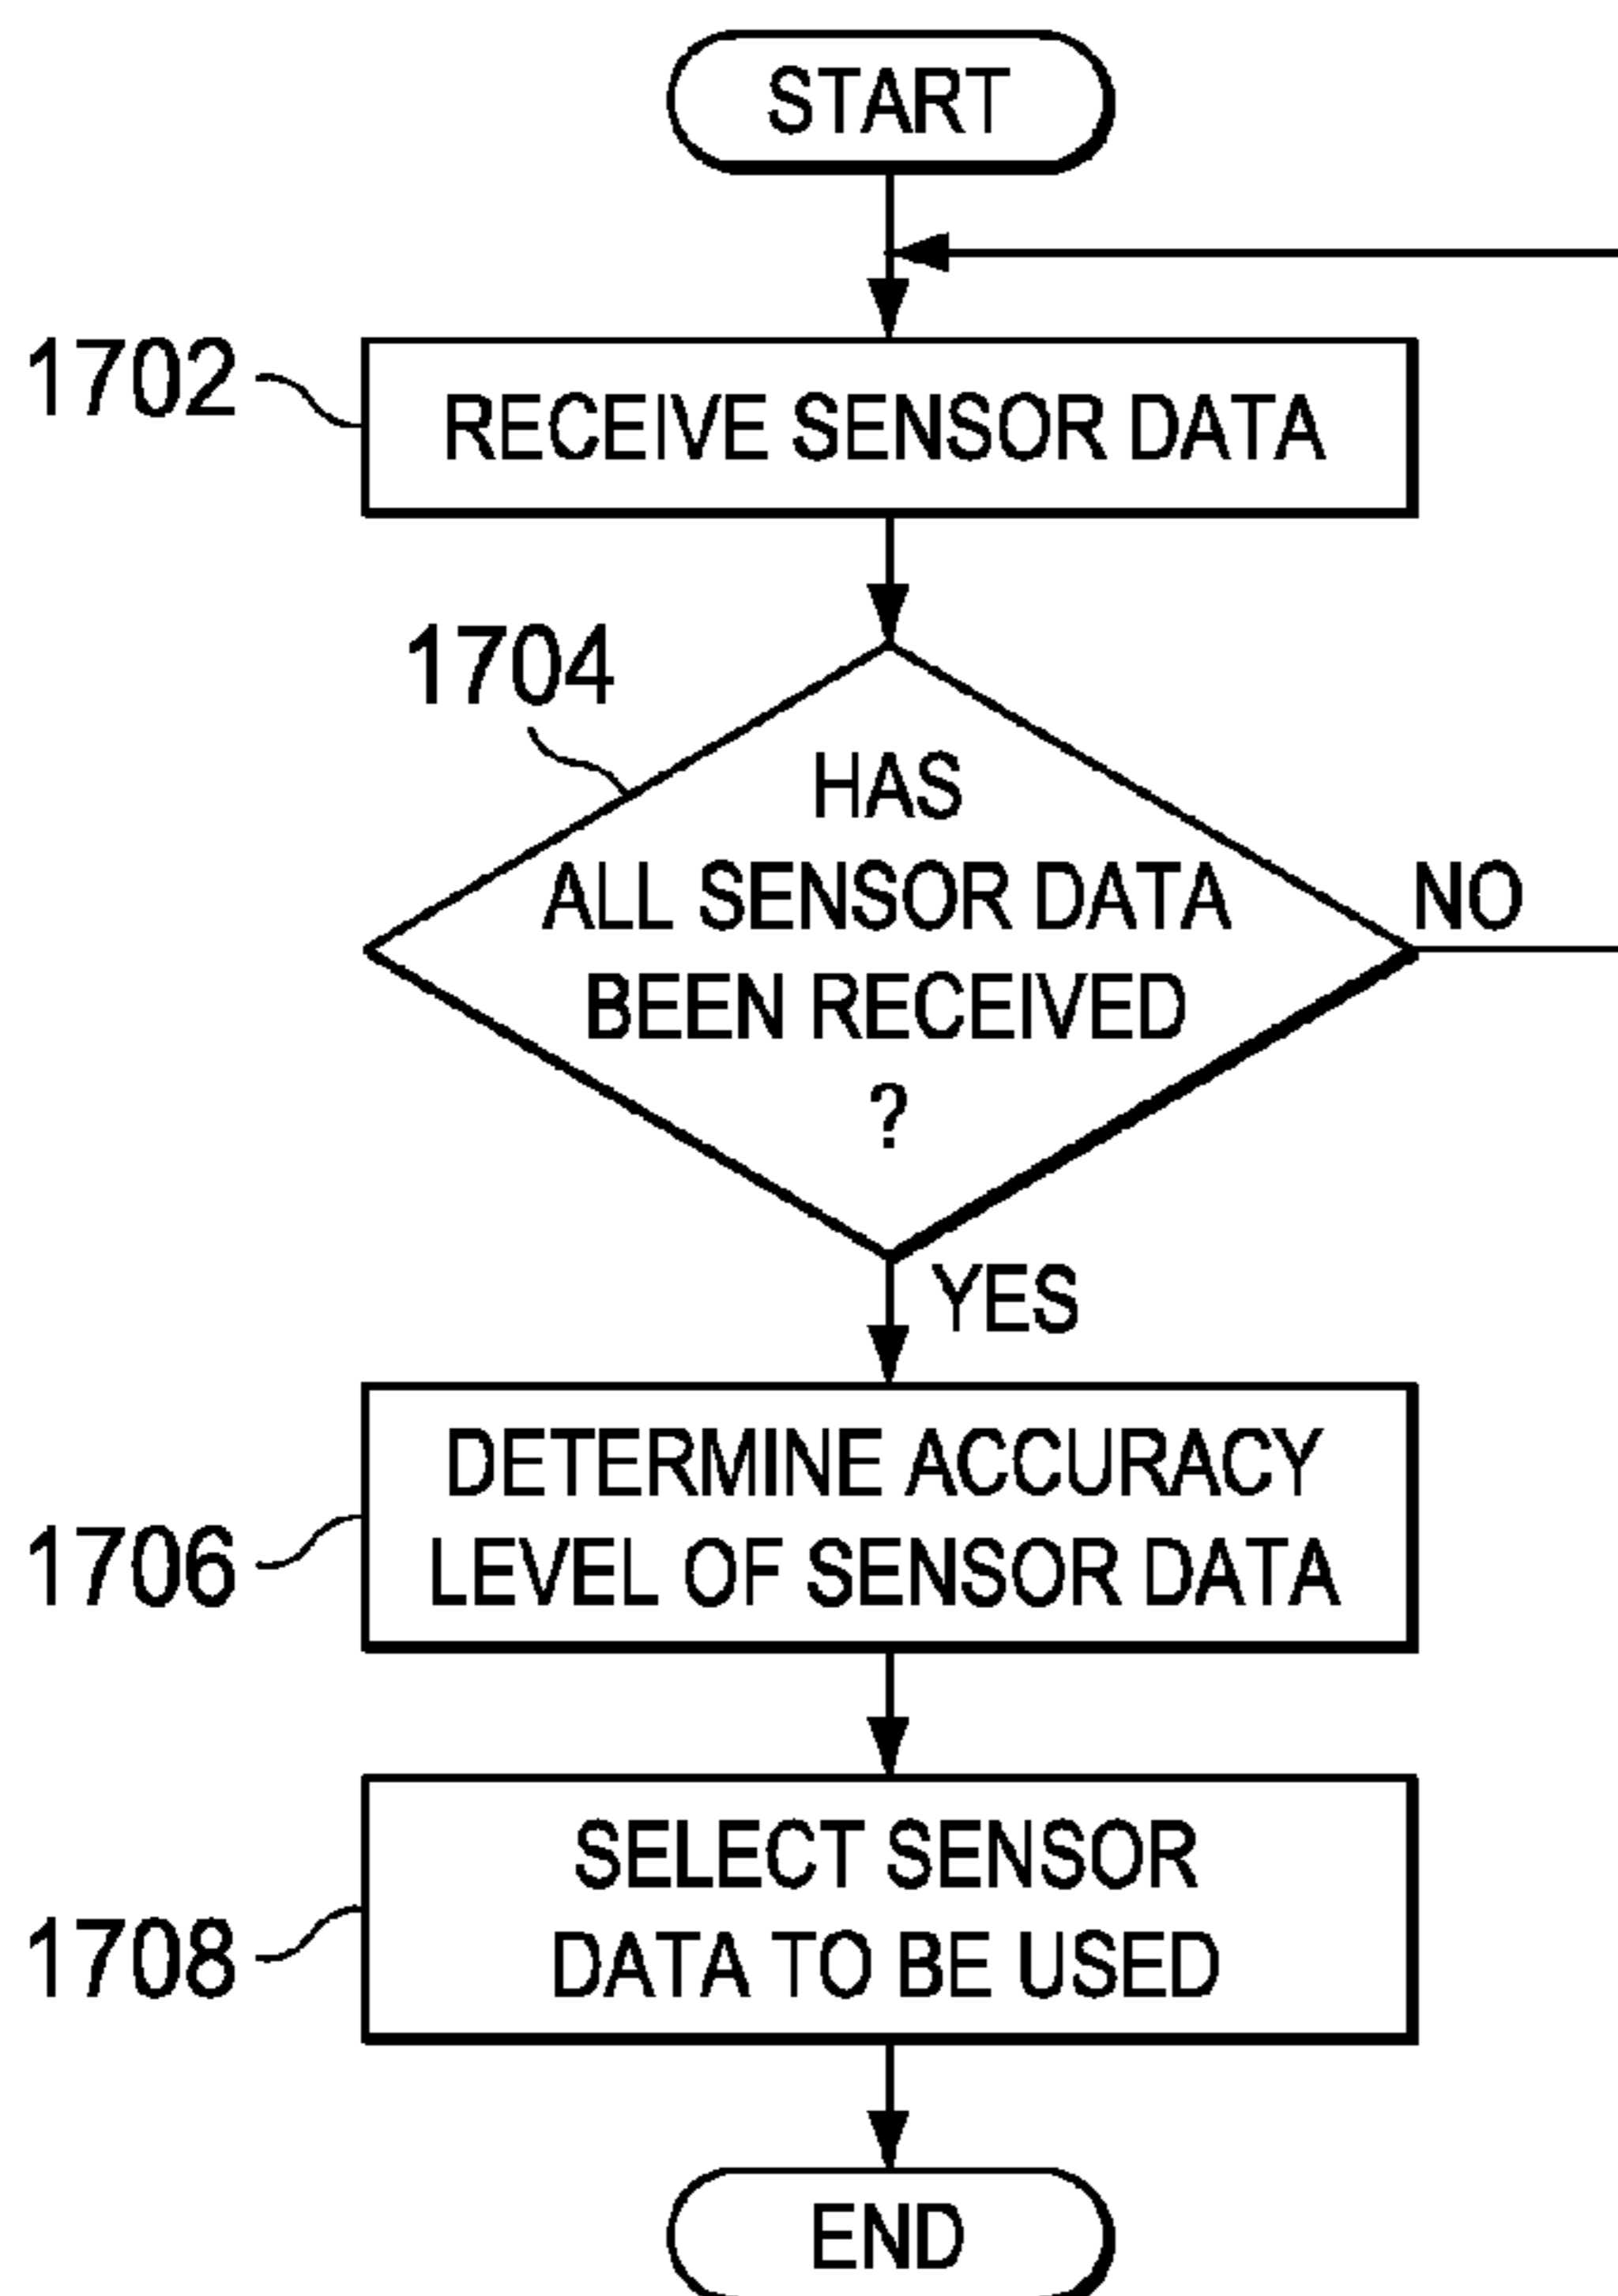 START
1702
RECEIVE SENSOR DATA
1704
HAS
ALL SENSOR DATA
BEEN RECEIVED
?
NO
YES
DETERMINE ACCURACY
LEVEL OF SENSOR DATA
1706
SELECT SENSOR
DATA TO BE USED
1708
END